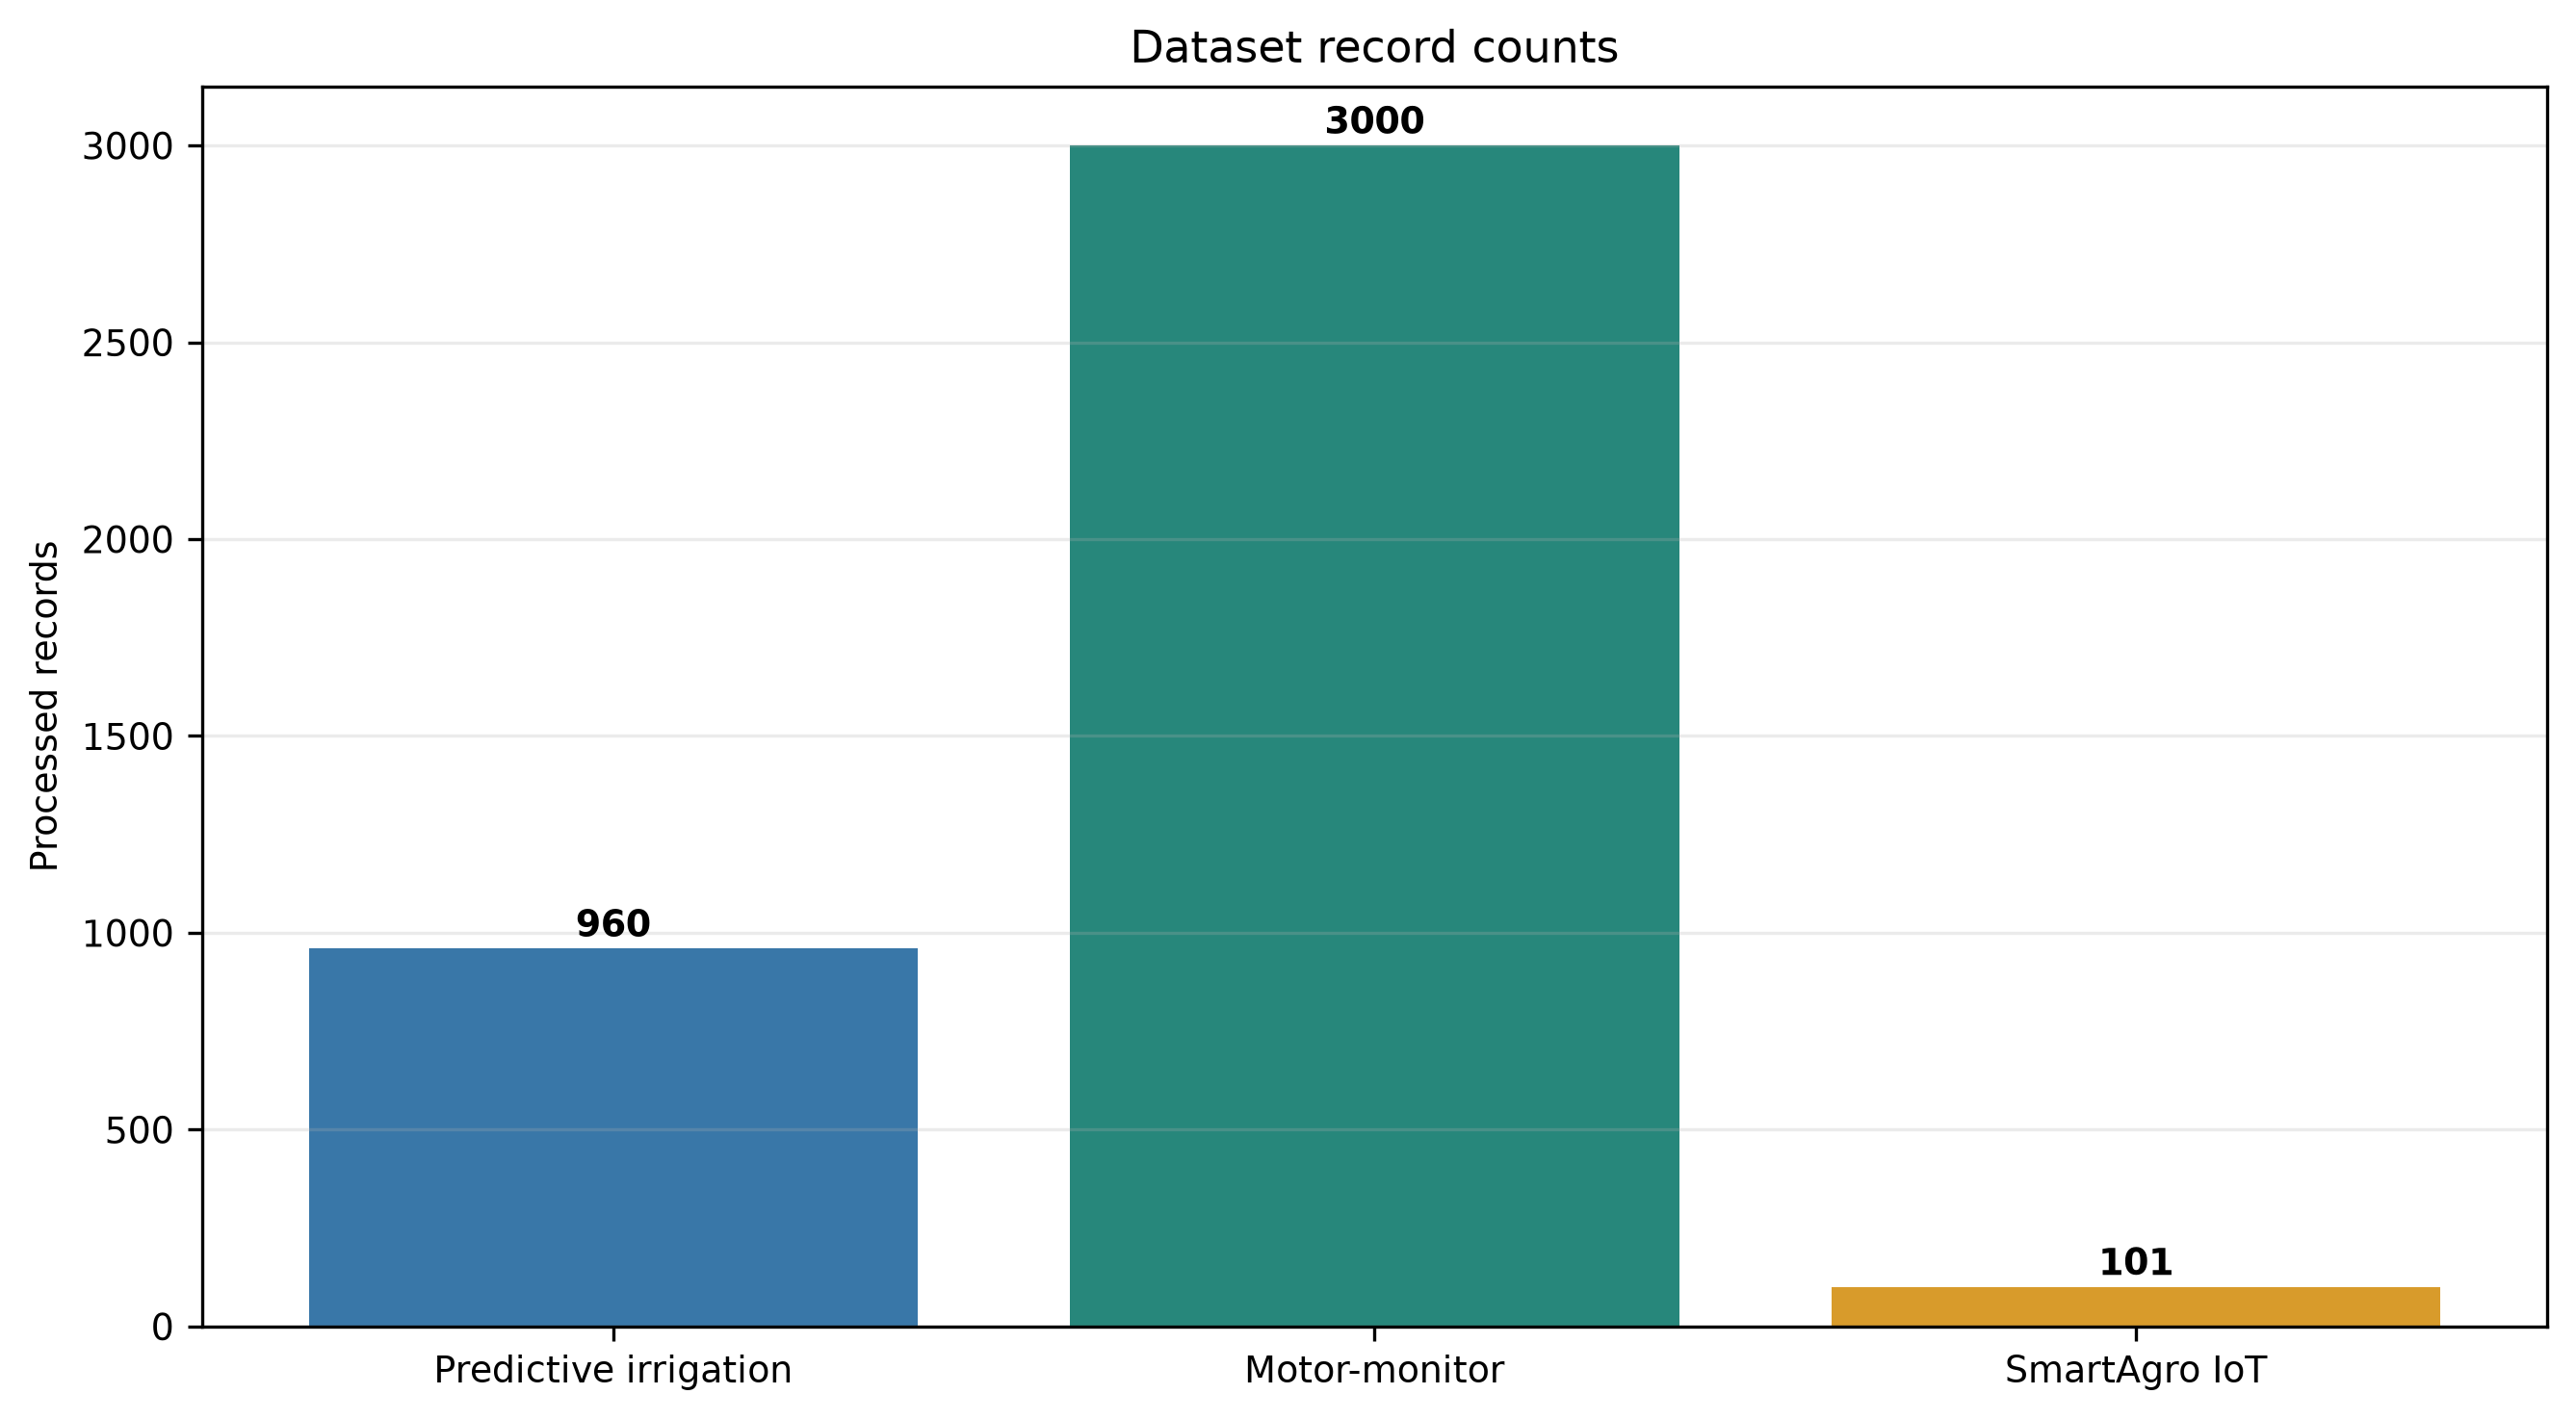 Dataset record counts
Processed records
3000
2500
2000
1500
1000
500
0
960
3000
101
Predictive irrigation
Motor-monitor
SmartAgro IoT